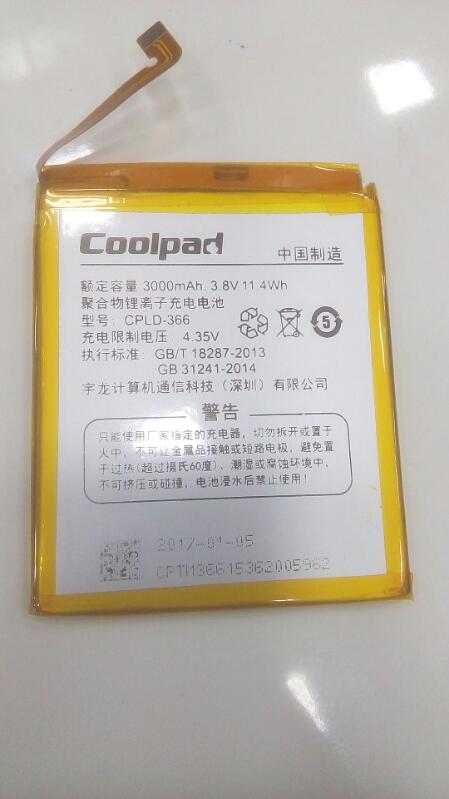 Coolpad
中国制造
额定容量 3000mAh. 3.8V 11.4Wh
聚合物锂离子充电电池
型号: CPLD-366
充电限制电压: 4.35V
执行标准: GB/T 18287-2013
GB 31241-2014
宇龙计算机通信科技（深圳）有限公司
5
警告
只能使用厂家指定的充电器, 切勿拆开或置于
火中, 不可让金属品接触或短路电极, 避免置
于过热(超过摄氏60度)、潮湿或腐蚀环境中,
不可挤压或碰撞, 电池浸水后禁止使用!
2017-01-05
CPTM36615362005962